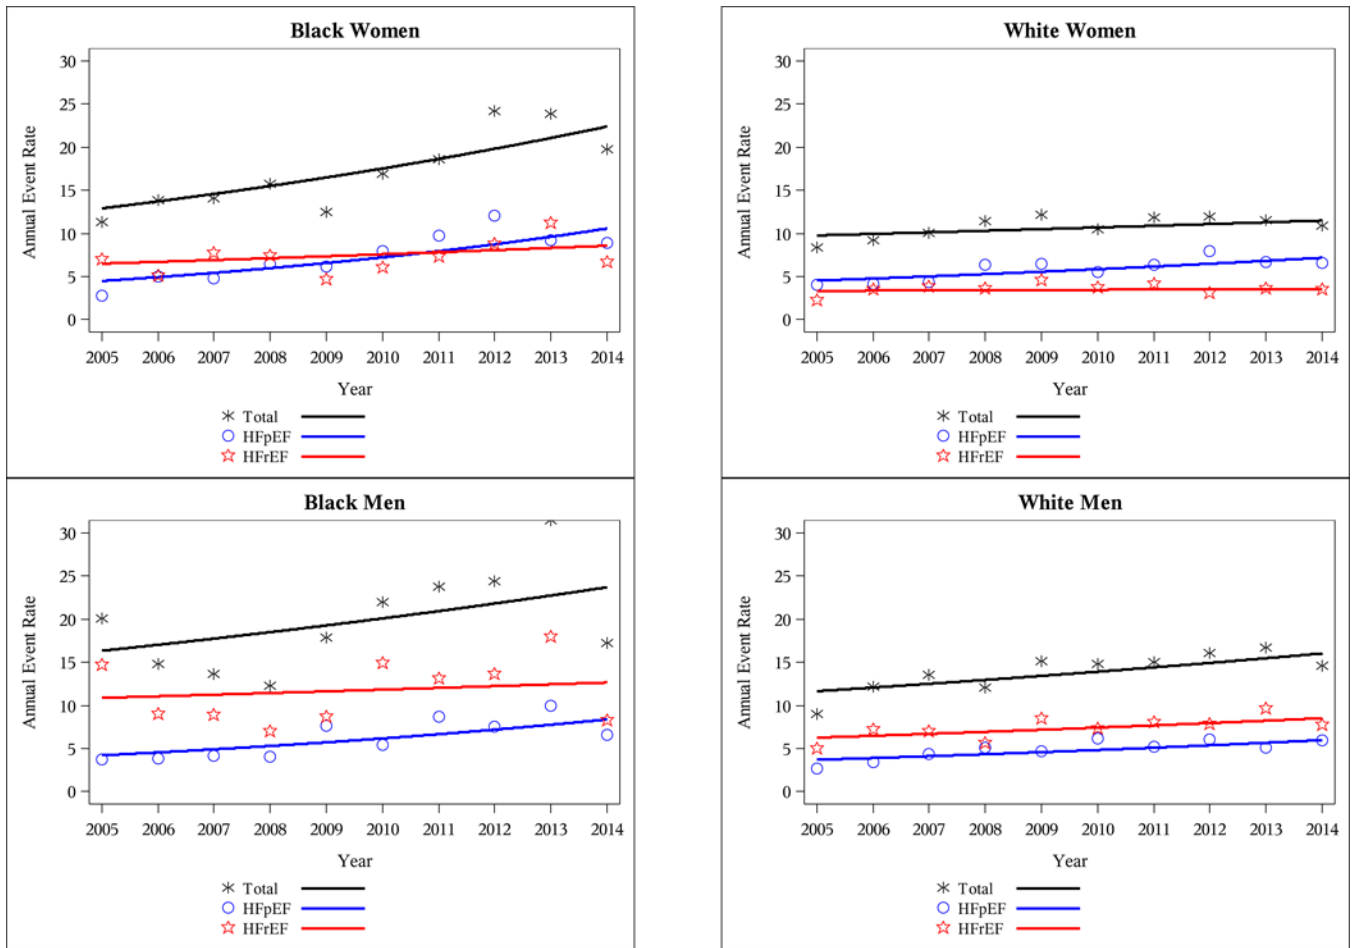 Black Women
30
25
20
15
10
5
0
Annual Event Rate
2005 2006 2007 2008 2009 2010 2011 2012 2013 2014
Year
Total
HFpEF
HFrEF
White Women
30
25
20
15
10
5
0
Annual Event Rate
2005 2006 2007 2008 2009 2010 2011 2012 2013 2014
Year
Total
HFpEF
HFrEF
Black Men
30
25
20
15
10
5
0
Annual Event Rate
2005 2006 2007 2008 2009 2010 2011 2012 2013 2014
Year
Total
HFpEF
HFrEF
White Men
30
25
20
15
10
5
0
Annual Event Rate
2005 2006 2007 2008 2009 2010 2011 2012 2013 2014
Year
Total
HFpEF
HFrEF